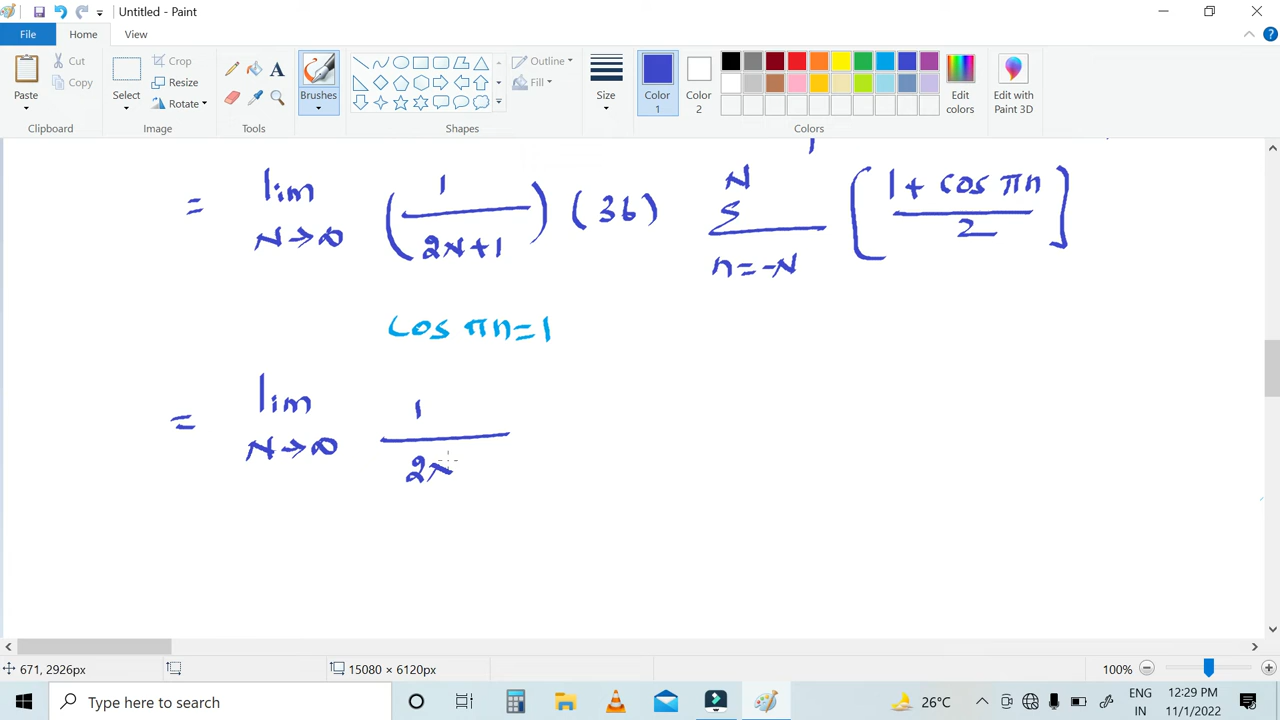 Untitled - Paint
File Home View
Paste Cut Copy Select Crop Resize Rotate Brushes Outline Fill Size Color 1 Color 2 Edit colors Edit with Paint 3D
Clipboard Image Tools Shapes Colors
= lim N→∞ (1/(2N+1)) (36) Σ n=-N N [(1 + cos πn)/2]
cos πn = 1
= lim N→∞ 1/2N
671, 2926px 15080 × 6120px 100%
Type here to search 26°C ENG IN 12:29 PM 11/1/2022